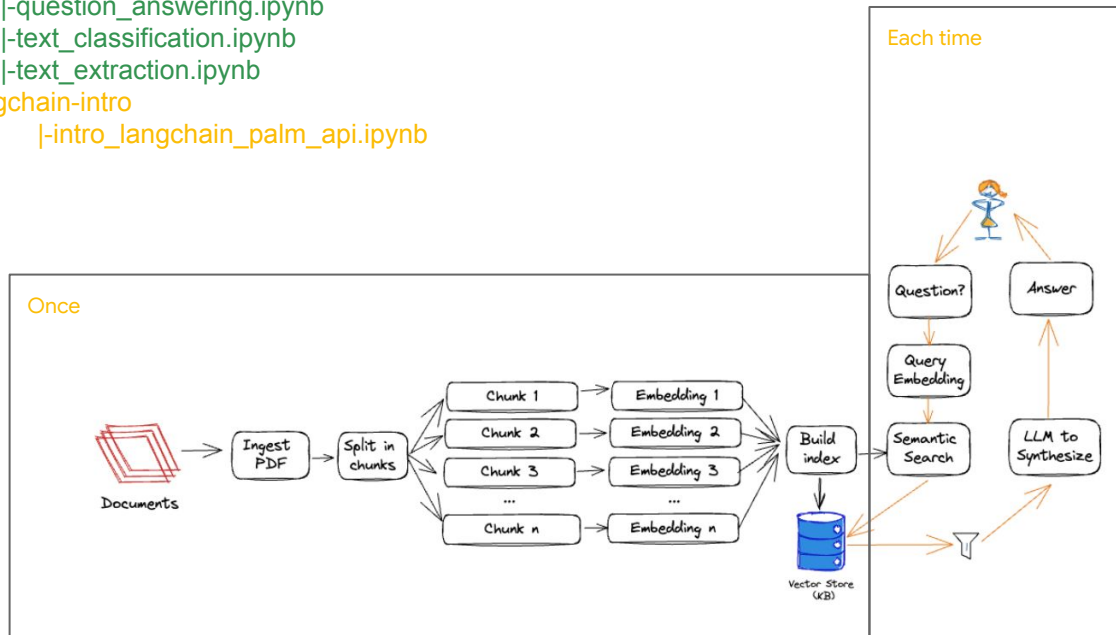 |-question_answering.ipynb
|-text_classification.ipynb
|-text_extraction.ipynb
gchain-intro
|-intro_langchain_palm_api.ipynb
Each time
Once
Documents
Ingest
PDF
Split in
chunks
Chunk 1
Embedding 1
Chunk 2
Embedding 2
Chunk 3
Embedding 3
...
...
Chunk n
Embedding n
Build
index
Vector Store
(KB)
Question?
Query
Embedding
Semantic
Search
LLM to
Synthesize
Answer